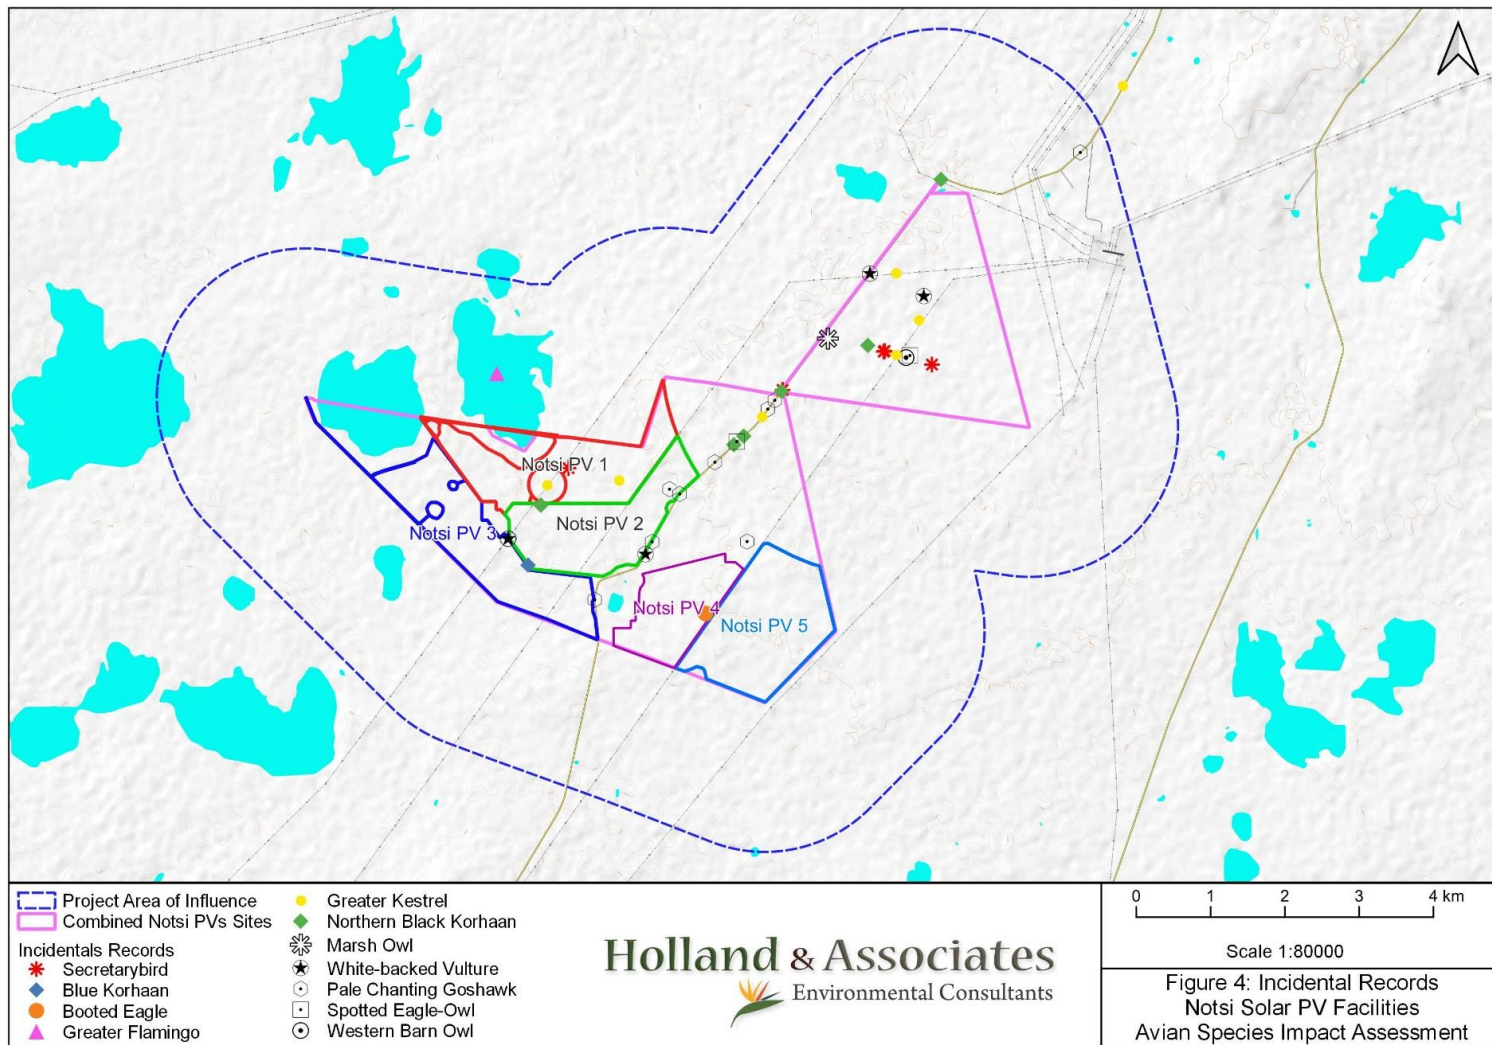 Notsi PV 1
Notsi PV 2
Notsi PV 3
Notsi PV 4
Notsi PV 5
Project Area of Influence
Combined Notsi PVs Sites
Incidentals Records
Secretarybird
Blue Korhaan
Booted Eagle
Greater Flamingo
Greater Kestrel
Northern Black Korhaan
Marsh Owl
White-backed Vulture
Pale Chanting Goshawk
Spotted Eagle-Owl
Western Barn Owl
Holland & Associates
Environmental Consultants
0 1 2 3 4 km
Scale 1:80000
Figure 4: Incidental Records
Notsi Solar PV Facilities
Avian Species Impact Assessment